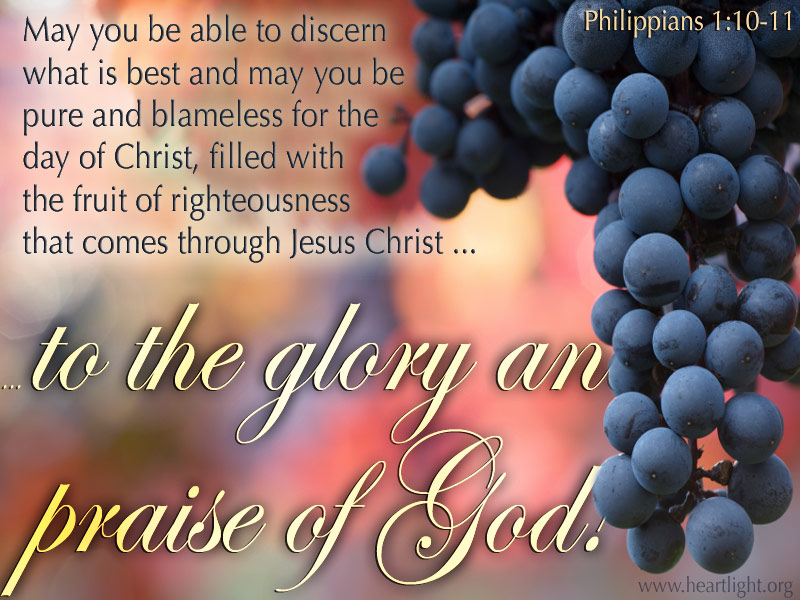 Philippians 1:10-11
May you be able to discern
what is best and may you be
pure and blameless for the
day of Christ, filled with
the fruit of righteousness
that comes through Jesus Christ ...
...to the glory an
praise of God!
www.heartlight.org